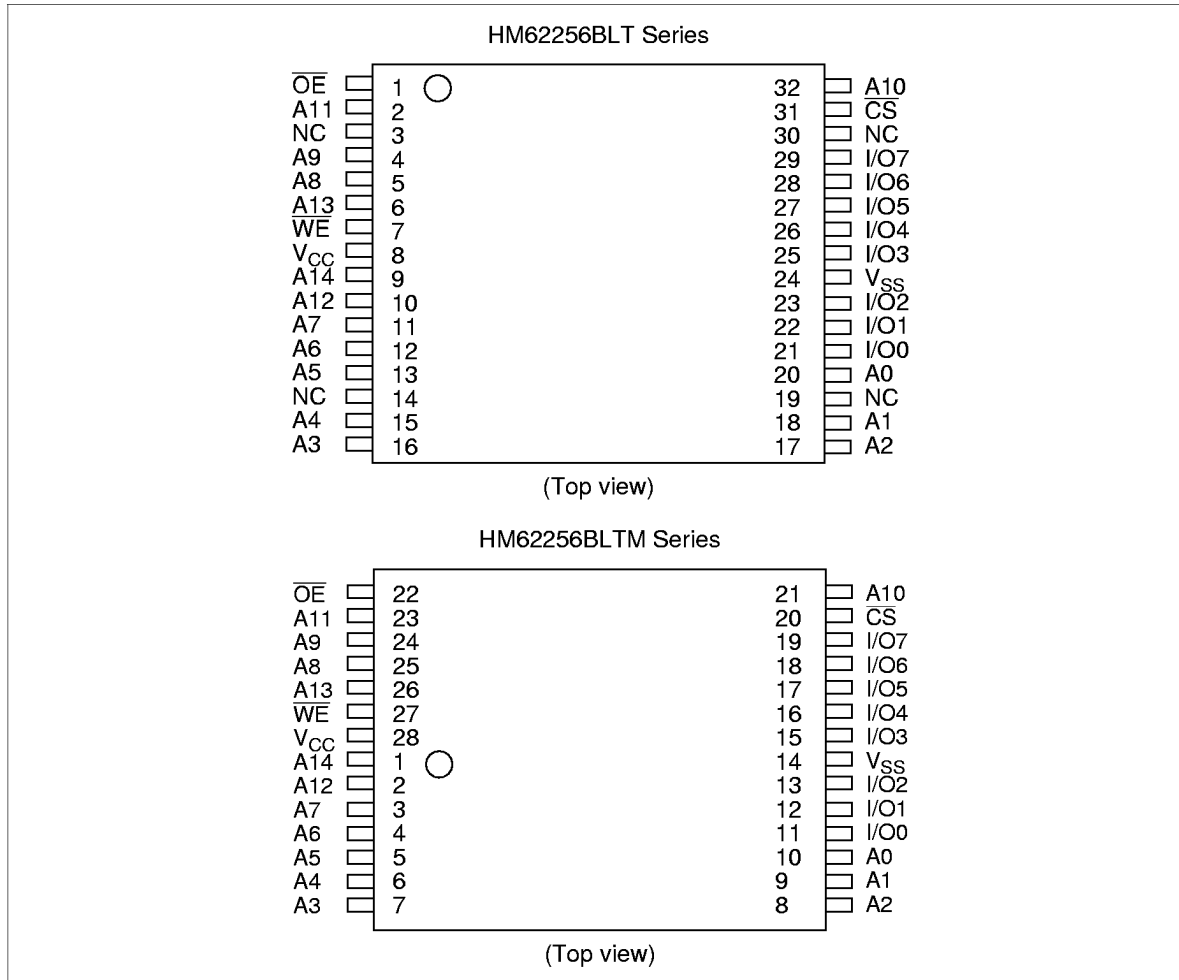 HM62256BLT Series
OE 1 32 A10
A11 2 31 CS
NC 3 30 NC
A9 4 29 I/O7
A8 5 28 I/O6
A13 6 27 I/O5
WE 7 26 I/O4
VCC 8 25 I/O3
A14 9 24 VSS
A12 10 23 I/O2
A7 11 22 I/O1
A6 12 21 I/O0
A5 13 20 A0
NC 14 19 NC
A4 15 18 A1
A3 16 17 A2
(Top view)
HM62256BLTM Series
OE 22 21 A10
A11 23 20 CS
A9 24 19 I/O7
A8 25 18 I/O6
A13 26 17 I/O5
WE 27 16 I/O4
VCC 28 15 I/O3
A14 1 14 VSS
A12 2 13 I/O2
A7 3 12 I/O1
A6 4 11 I/O0
A5 5 10 A0
A4 6 9 A1
A3 7 8 A2
(Top view)